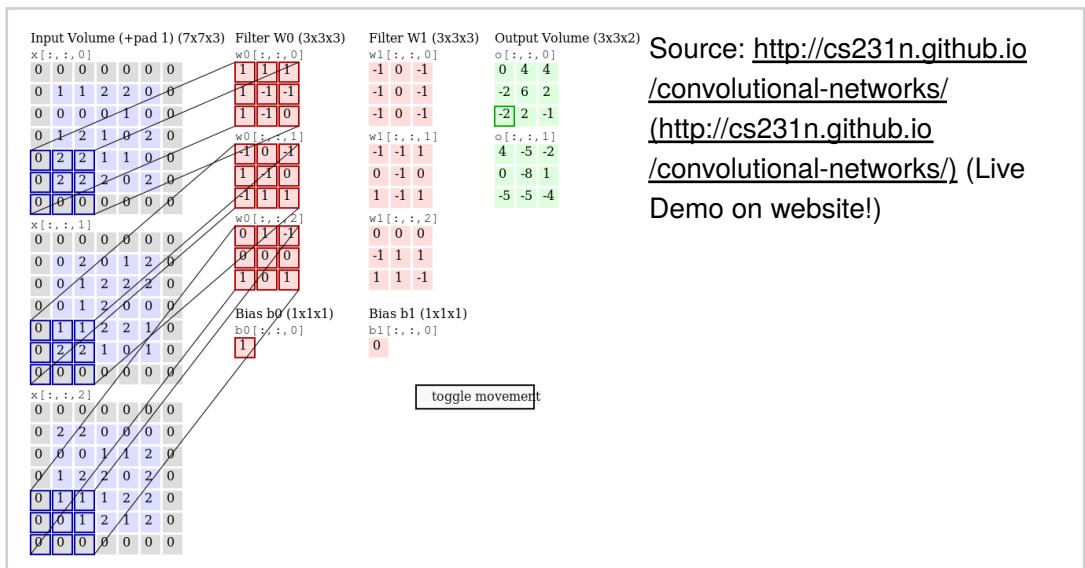 Input Volume (+pad 1) (7x7x3)
x[:,:,0]
0 0 0 0 0 0 0
0 1 1 2 2 0 0
0 0 0 0 1 0 0
0 1 2 1 0 2 0
0 2 2 1 1 0 0
0 2 2 2 0 2 0
0 0 0 0 0 0 0
x[:,:,1]
0 0 0 0 0 0 0
0 0 2 0 1 2 0
0 0 1 2 2 2 0
0 0 1 2 0 0 0
0 1 1 2 2 1 0
0 2 2 1 0 1 0
0 0 0 0 0 0 0
x[:,:,2]
0 0 0 0 0 0 0
0 2 2 0 0 0 0
0 0 0 1 1 2 0
0 1 2 2 0 2 0
0 1 1 1 2 2 0
0 0 1 2 1 2 0
0 0 0 0 0 0 0
Filter W0 (3x3x3)
w0[:,:,0]
1 1 1
1 -1 -1
1 -1 0
w0[:,:,1]
-1 0 -1
1 -1 0
-1 1 1
w0[:,:,2]
0 1 -1
0 0 0
1 0 1
Bias b0 (1x1x1)
b0[:,:,0]
1
Filter W1 (3x3x3)
w1[:,:,0]
-1 0 -1
-1 0 -1
-1 0 -1
w1[:,:,1]
-1 -1 1
0 -1 0
1 -1 1
w1[:,:,2]
0 0 0
-1 1 1
1 1 -1
Bias b1 (1x1x1)
b1[:,:,0]
0
Output Volume (3x3x2)
o[:,:,0]
0 4 4
-2 6 2
-2 2 -1
o[:,:,1]
4 -5 -2
0 -8 1
-5 -5 -4
toggle movement
Source: http://cs231n.github.io
/convolutional-networks/
(http://cs231n.github.io
/convolutional-networks/) (Live
Demo on website!)